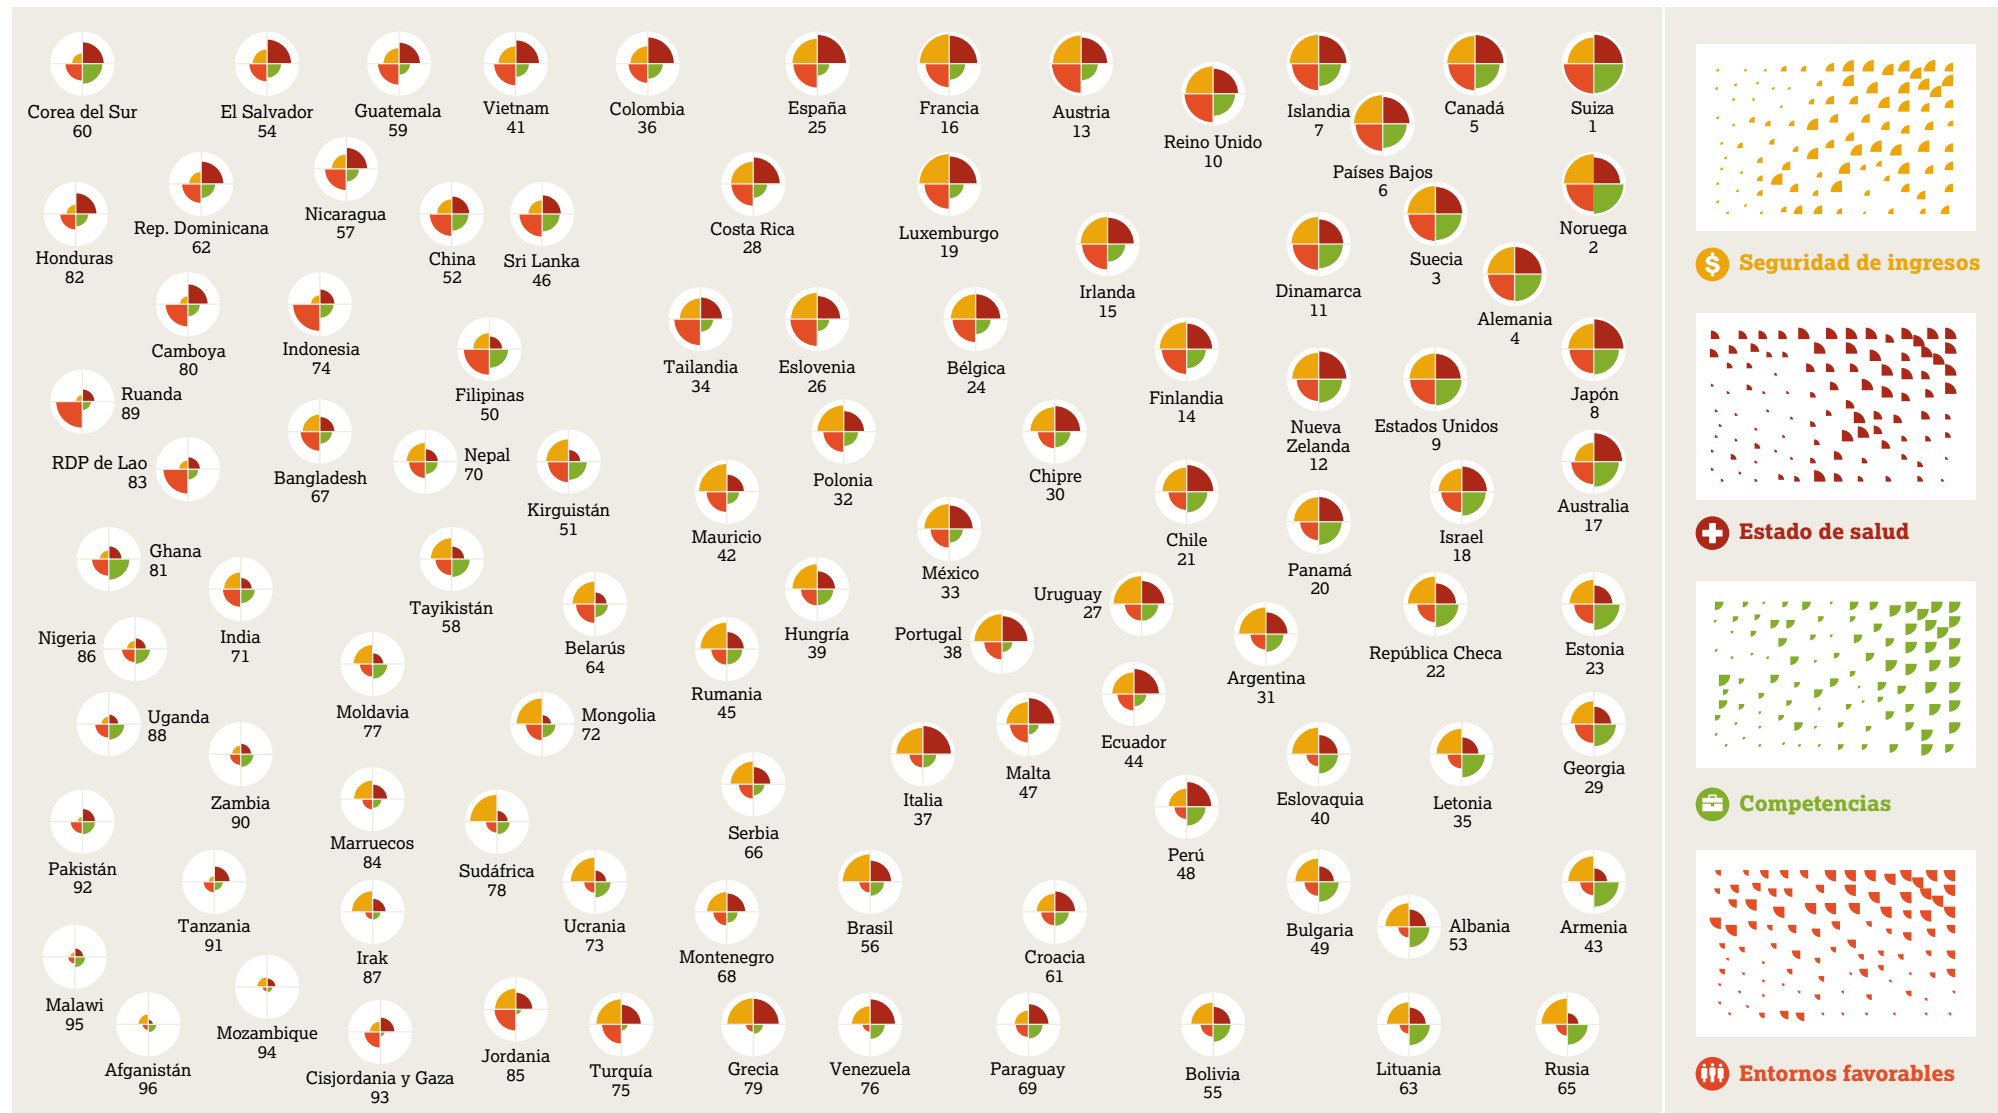 Corea del Sur
60
El Salvador
54
Guatemala
59
Vietnam
41
Colombia
36
España
25
Francia
16
Austria
13
Reino Unido
10
Islandia
7
Países Bajos
6
Canadá
5
Suiza
1
Honduras
82
Rep. Dominicana
62
Nicaragua
57
China
52
Sri Lanka
46
Costa Rica
28
Luxemburgo
19
Irlanda
15
Dinamarca
11
Suecia
3
Alemania
4
Noruega
2
Camboya
80
Indonesia
74
Filipinas
50
Tailandia
34
Eslovenia
26
Bélgica
24
Finlandia
14
Nueva
Zelanda
12
Estados Unidos
9
Japón
8
Ruanda
89
RDP de Lao
83
Bangladesh
67
Nepal
70
Kirguistán
51
Mauricio
42
Polonia
32
Chipre
30
Chile
21
Panamá
20
Israel
18
Australia
17
Ghana
81
India
71
Tayikistán
58
Belarús
64
Hungría
39
México
33
Uruguay
27
Portugal
38
Argentina
31
República Checa
22
Estonia
23
Nigeria
86
Uganda
88
Moldavia
77
Mongolia
72
Rumania
45
Ecuador
44
Malta
47
Italia
37
Eslovaquia
40
Letonia
35
Georgia
29
Zambia
90
Pakistán
92
Marruecos
84
Sudáfrica
78
Serbia
66
Perú
48
Tanzania
91
Irak
87
Ucrania
73
Montenegro
68
Brasil
56
Croacia
61
Bulgaria
49
Albania
53
Armenia
43
Malawi
95
Afganistán
96
Mozambique
94
Cisjordania y Gaza
93
Jordania
85
Turquía
75
Grecia
79
Venezuela
76
Paraguay
69
Bolivia
55
Lituania
63
Rusia
65
$ Seguridad de ingresos
Estado de salud
Competencias
Entornos favorables